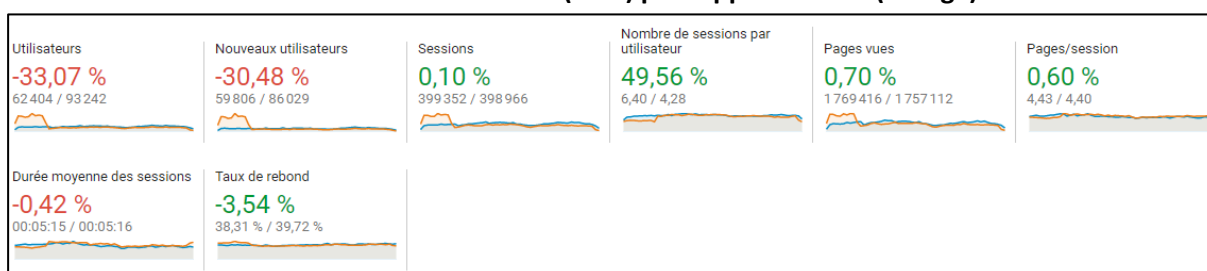 Utilisateurs
-33,07 %
62 404 / 93 242
Nouveaux utilisateurs
-30,48 %
59 806 / 86 029
Sessions
0,10 %
399 352 / 398 966
Nombre de sessions par
utilisateur
49,56 %
6,40 / 4,28
Pages vues
0,70 %
1 769 416 / 1 757 112
Pages/session
0,60 %
4,43 / 4,40
Durée moyenne des sessions
-0,42 %
00:05:15 / 00:05:16
Taux de rebond
-3,54 %
38,31 % / 39,72 %